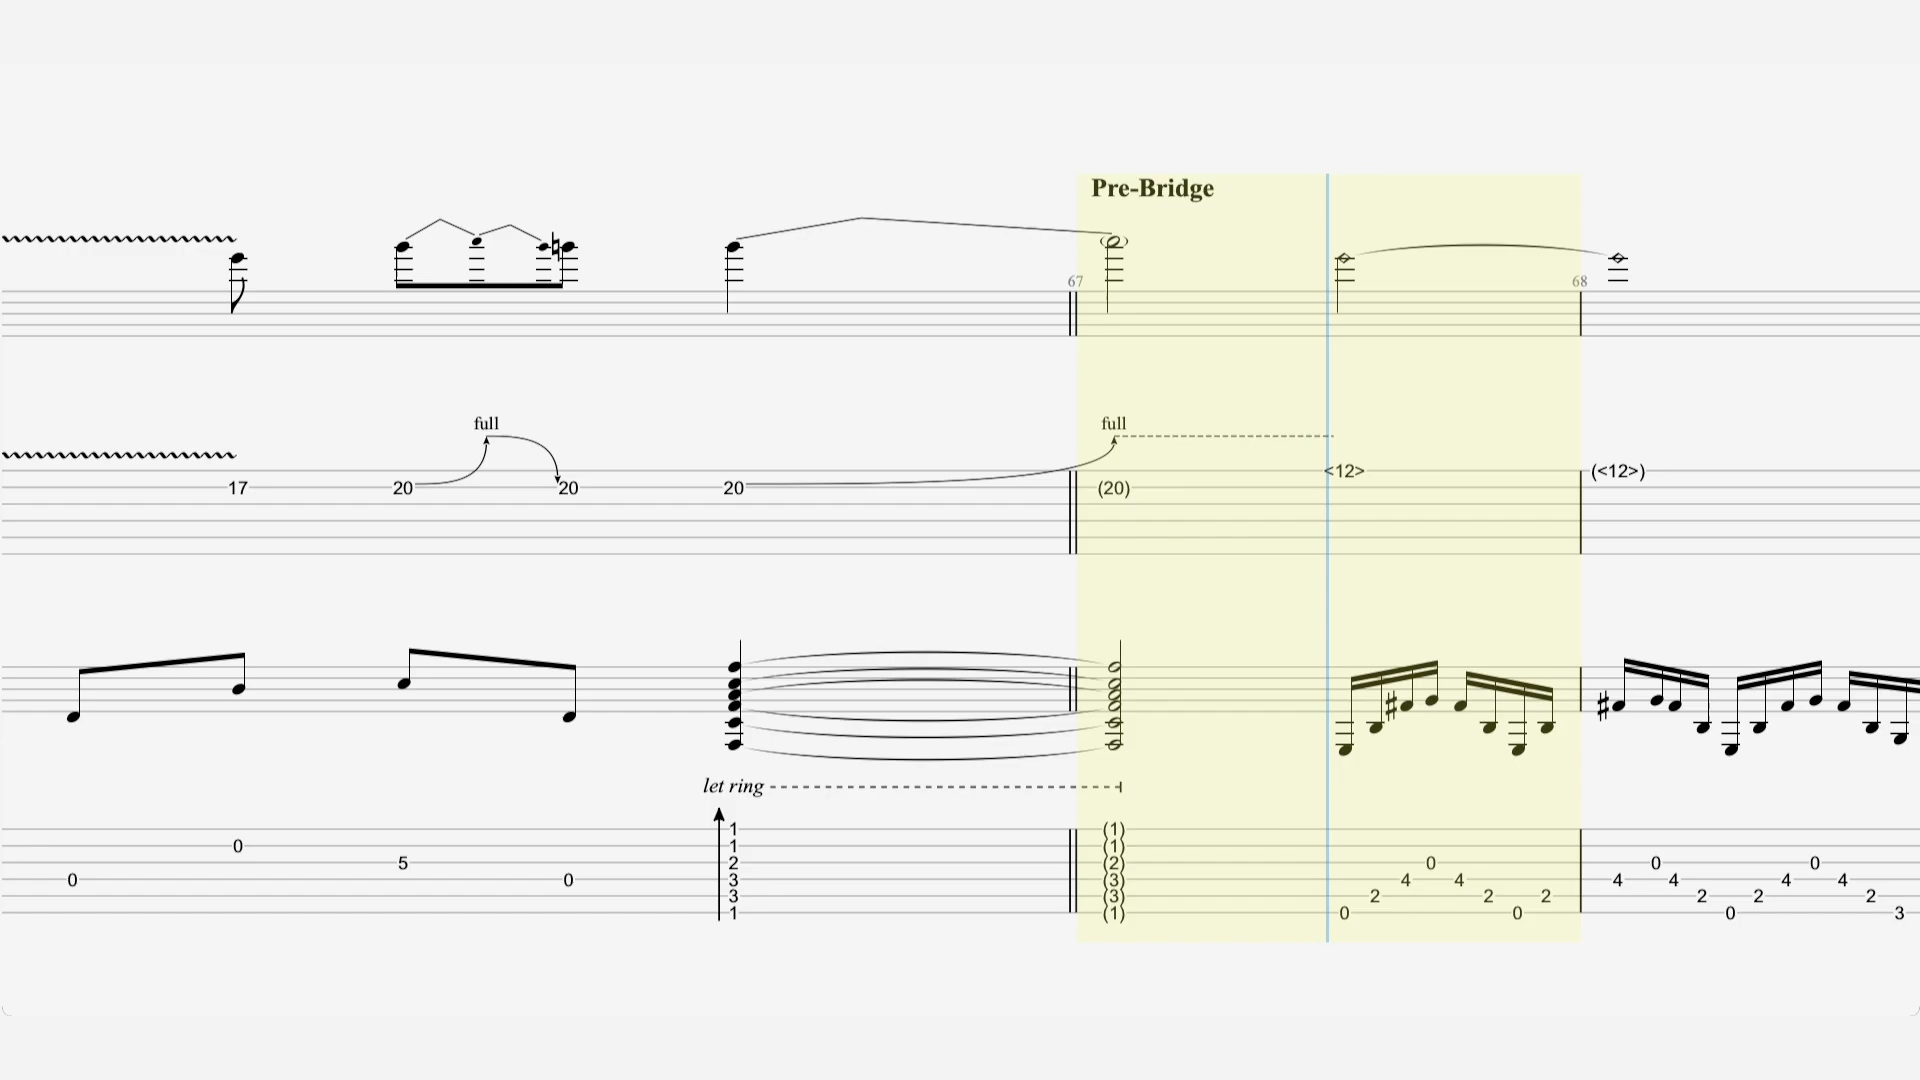 Pre-Bridge
67 68
full full
<12> (<12>)
17 20 20 20 (20)
let ring
1 (1)
0 1 (1)
5 2 (2) 0 0 0
0 0 3 (3) 4 4 4 4 4 4
3 (3) 2 2 2 2 2 2
1 (1) 0 0 0 3